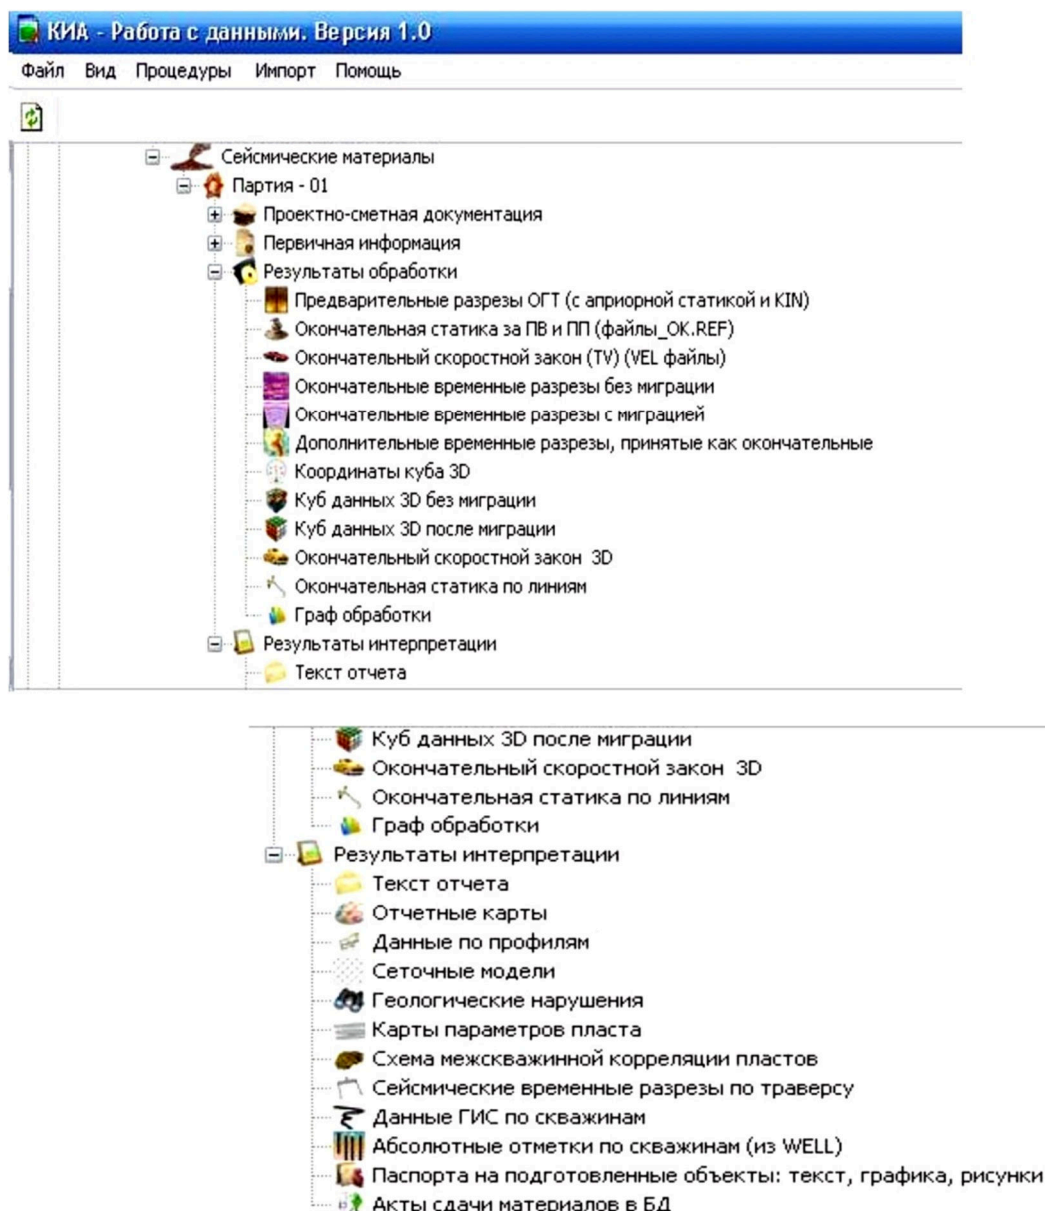 КИА - Работа с данными. Версия 1.0
Файл Вид Процедуры Импорт Помощь
Сейсмические материалы
Партия - 01
Проектно-сметная документация
Первичная информация
Результаты обработки
Предварительные разрезы ОГТ (с априорной статикой и KIN)
Окончательная статика за ПВ и ПП (файлы_OK.REF)
Окончательный скоростной закон (TV) (VEL файлы)
Окончательные временные разрезы без миграции
Окончательные временные разрезы с миграцией
Дополнительные временные разрезы, принятые как окончательные
Координаты куба 3D
Куб данных 3D без миграции
Куб данных 3D после миграции
Окончательный скоростной закон 3D
Окончательная статика по линиям
Граф обработки
Результаты интерпретации
Текст отчета
Куб данных 3D после миграции
Окончательный скоростной закон 3D
Окончательная статика по линиям
Граф обработки
Результаты интерпретации
Текст отчета
Отчетные карты
Данные по профилям
Сеточные модели
Геологические нарушения
Карты параметров пласта
Схема межскважинной корреляции пластов
Сейсмические временные разрезы по траверсу
Данные ГИС по скважинам
Абсолютные отметки по скважинам (из WELL)
Паспорта на подготовленные объекты: текст, графика, рисунки
Акты сдачи материалов в БД